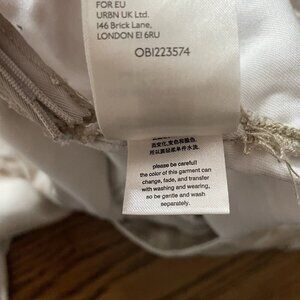 FOR EU
URBN UK Ltd.
146 Brick Lane,
LONDON E1 6RU
OB1223574
please be careful!
the color of this garment can
change, fade, and transfer
with washing and wearing,
so be gentle and wash
separately.